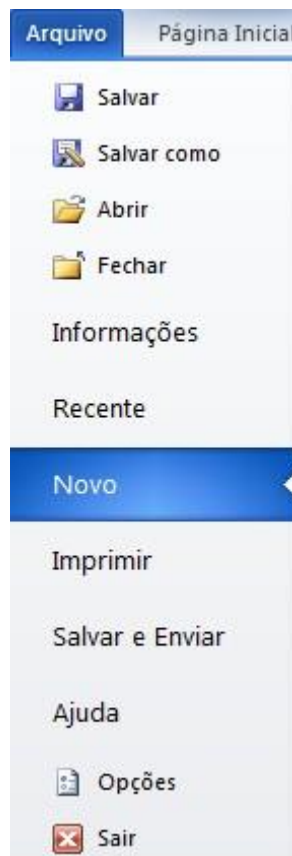 Arquivo Página Inicial
Salvar
Salvar como
Abrir
Fechar
Informações
Recente
Novo
Imprimir
Salvar e Enviar
Ajuda
Opções
Sair